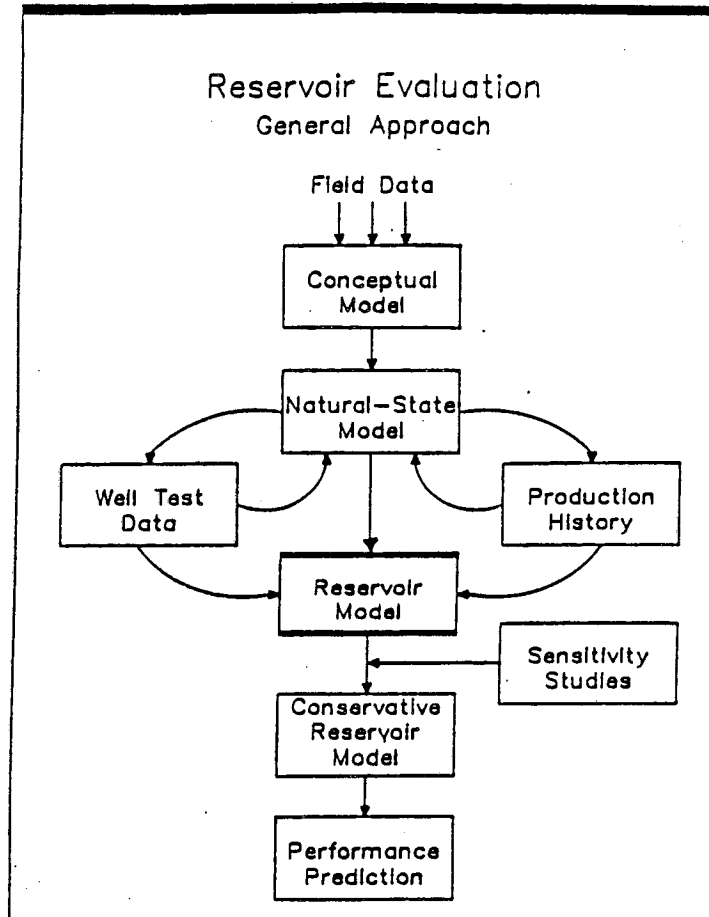 Reservoir Evaluation
General Approach
Field Data
Conceptual
Model
Natural-State
Model
Well Test
Data
Production
History
Reservoir
Model
Sensitivity
Studies
Conservative
Reservoir
Model
Performance
Prediction